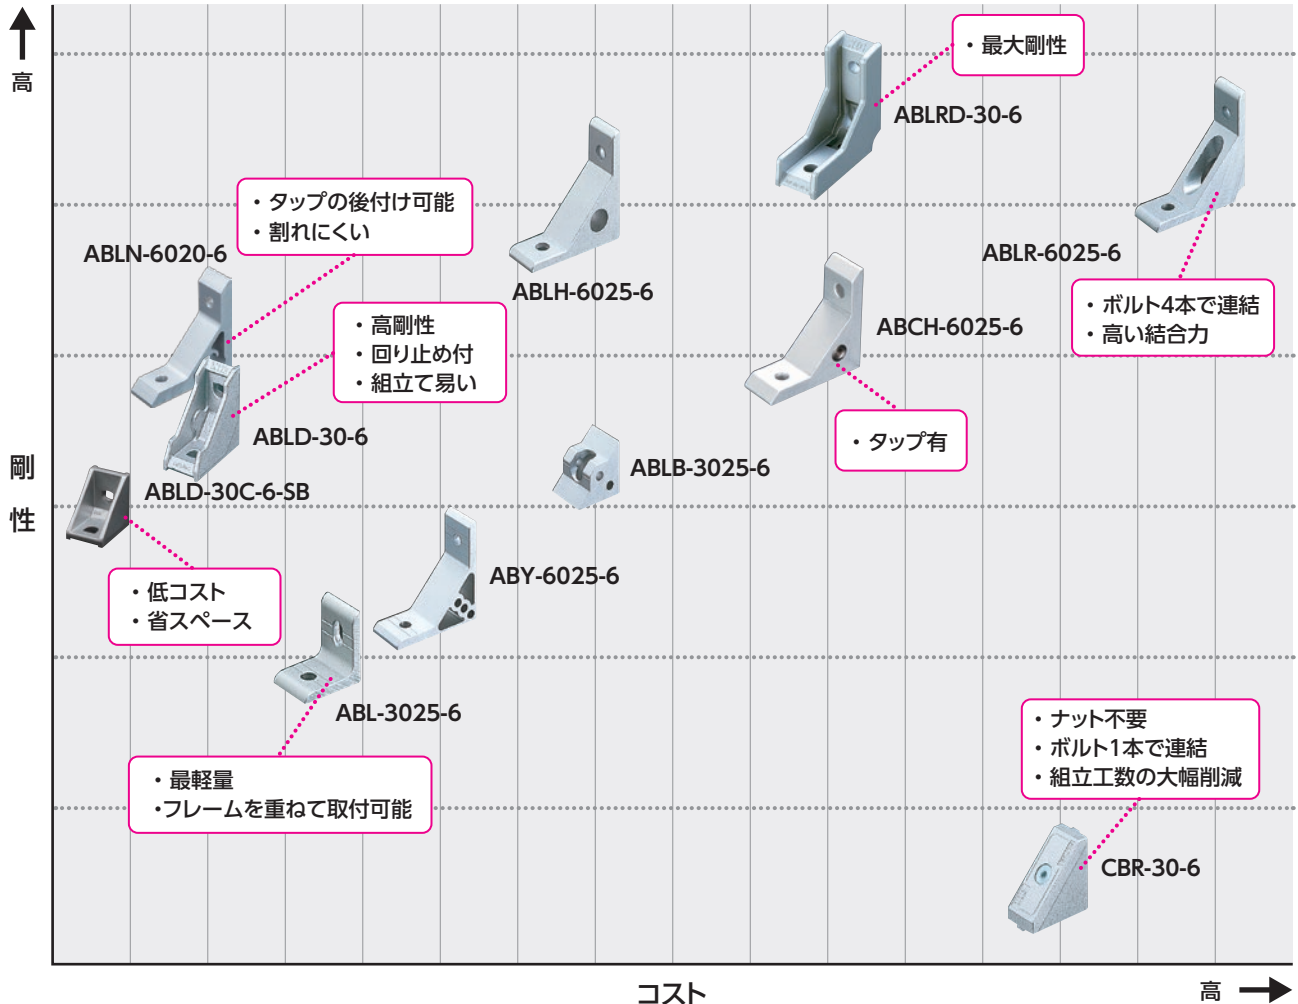 高
・最大剛性
ABLRD-30-6
・タップの後付け可能
・割れにくい
ABLN-6020-6
ABLH-6025-6
ABLR-6025-6
・ボルト4本で連結
・高い結合力
・高剛性
・回り止め付
・組立て易い
ABCH-6025-6
・タップ有
ABLD-30-6
ABLB-3025-6
剛性
ABLD-30C-6-SB
・低コスト
・省スペース
ABY-6025-6
ABL-3025-6
・最軽量
・フレームを重ねて取付可能
・ナット不要
・ボルト1本で連結
・組立工数の大幅削減
CBR-30-6
コスト
高